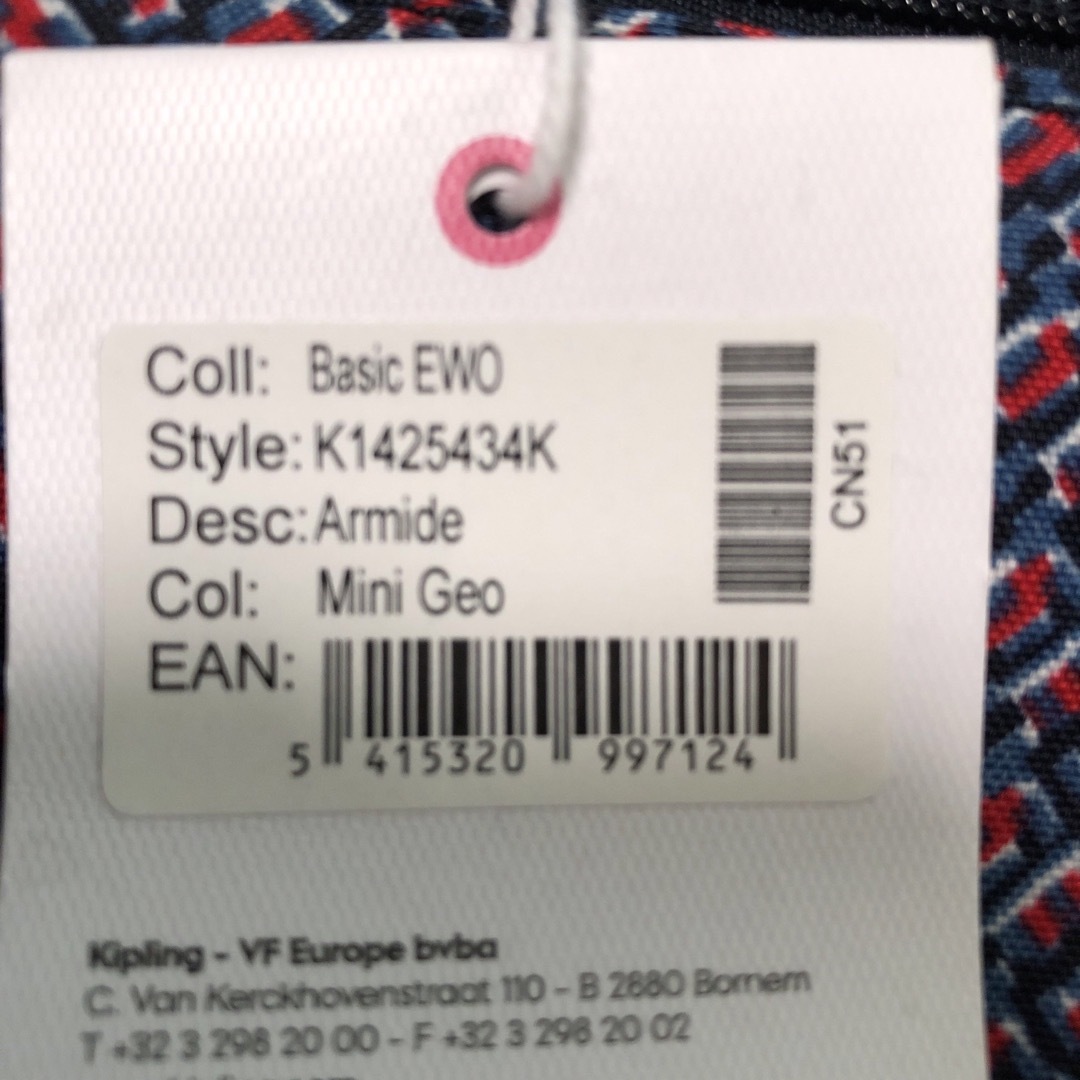 Coll: Basic EWO
Style: K1425434K
Desc: Armide
Col: Mini Geo
EAN:
5 415320 997124
CN51
Kipling - VF Europe bvba
C. Van Kerckhovenstraat 110 - B 2880 Bornem
T +32 3 298 20 00 - F +32 3 298 20 02